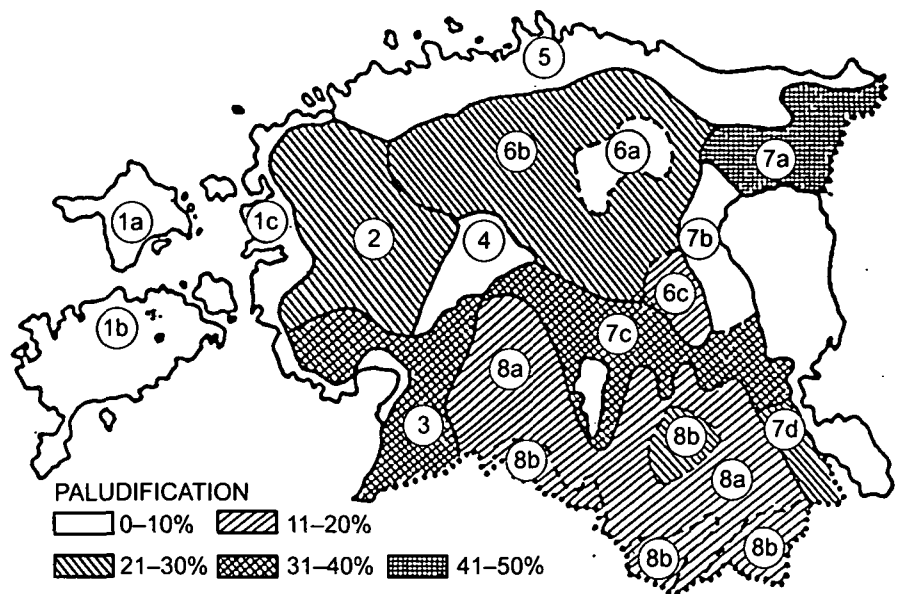 5
6b
6a
7a
1a
1c
2
4
7b
6c
1b
7c
8a
3
8b
7d
8b
8a
8b
8b
PALUDIFICATION
0–10%
11–20%
21–30%
31–40%
41–50%